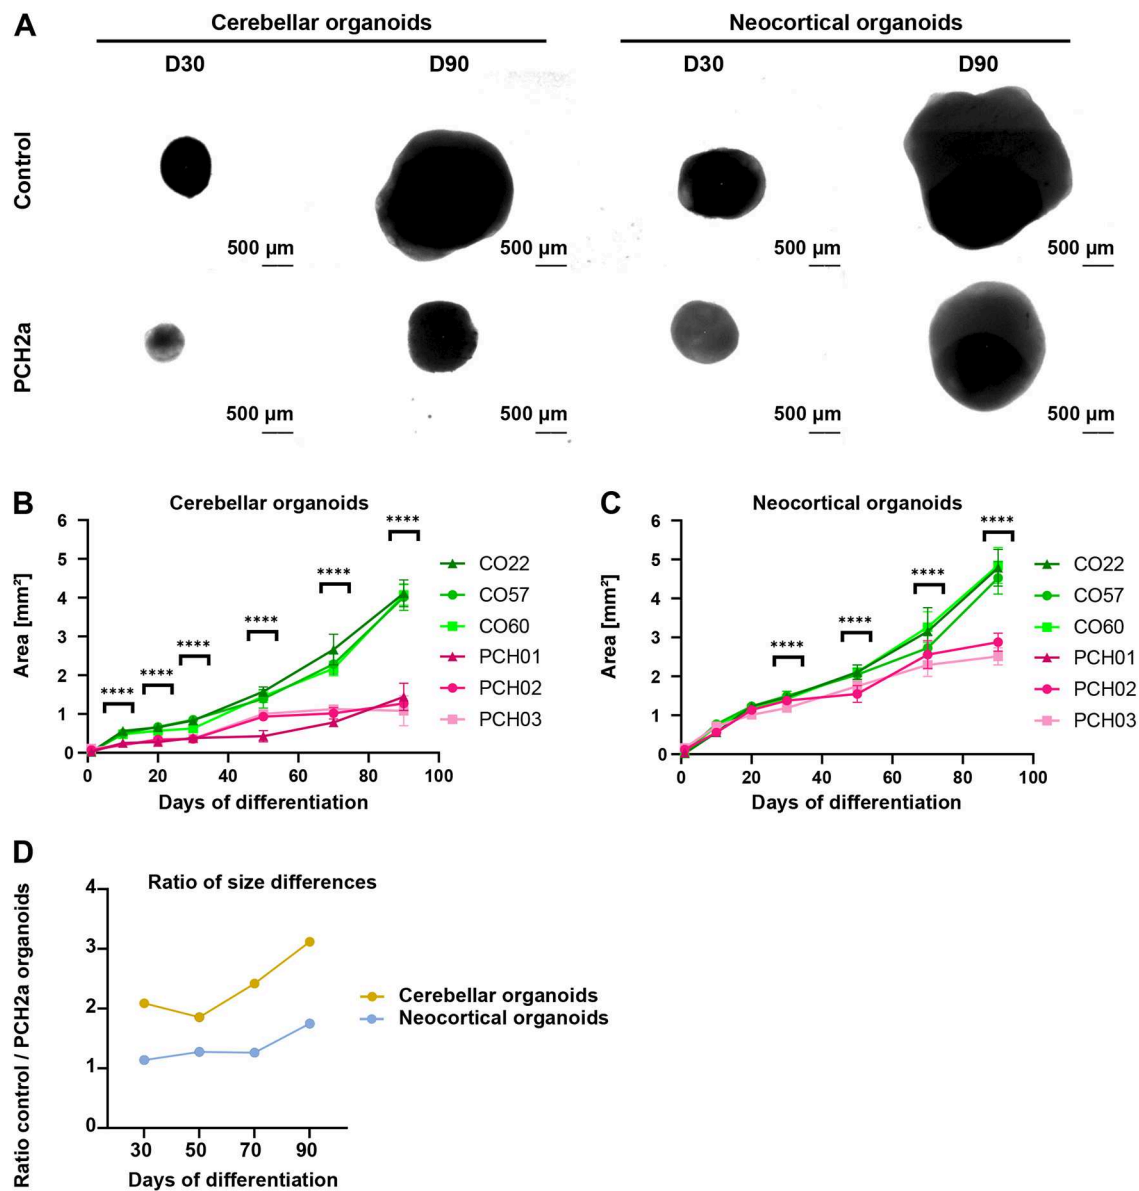 A
Cerebellar organoids
Neocortical organoids
D30
D90
D30
D90
Control
500 µm
500 µm
500 µm
500 µm
PCH2a
500 µm
500 µm
500 µm
500 µm
B
Cerebellar organoids
Area [mm²]
6
5
4
3
2
1
0
****
****
****
****
****
****
0
20
40
60
80
100
Days of differentiation
CO22
CO57
CO60
PCH01
PCH02
PCH03
C
Neocortical organoids
Area [mm²]
6
5
4
3
2
1
0
****
****
****
****
0
20
40
60
80
100
Days of differentiation
CO22
CO57
CO60
PCH01
PCH02
PCH03
D
Ratio of size differences
Ratio control / PCH2a organoids
4
3
2
1
0
30
50
70
90
Days of differentiation
Cerebellar organoids
Neocortical organoids